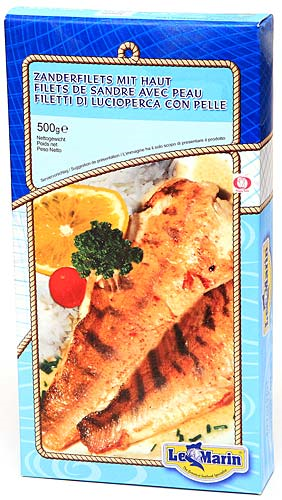 ZANDERFILETS MIT HAUT
FILETS DE SANDRE AVEC PEAU
FILETTI DI LUCIOPERCA CON PELLE
500g℮
Nettogewicht
Poids net
Peso Netto
Serviervorschlag / Suggestion de présentation / L'immagine ha il solo scopo di presentare il prodotto
Le Marin